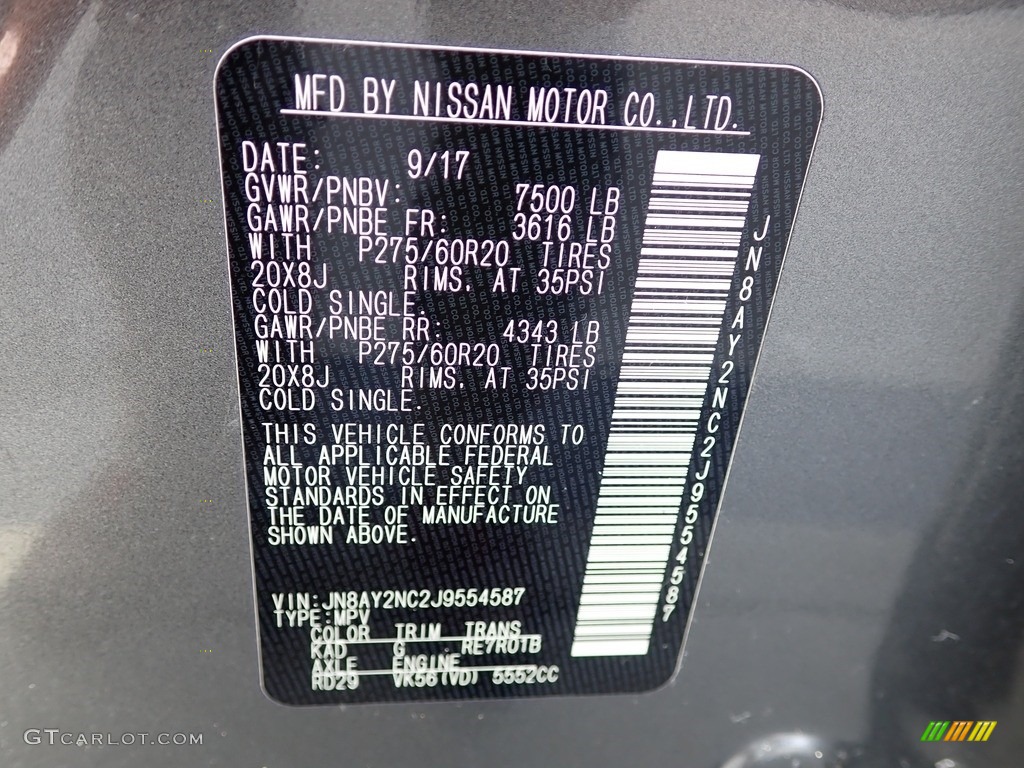 MFD BY NISSAN MOTOR CO.,LTD.
DATE: 9/17
GVWR/PNBV: 7500 LB
GAWR/PNBE FR: 3616 LB
WITH P275/60R20 TIRES
20X8J RIMS, AT 35PSI
COLD SINGLE.
GAWR/PNBE RR: 4343 LB
WITH P275/60R20 TIRES
20X8J RIMS, AT 35PSI
COLD SINGLE.
THIS VEHICLE CONFORMS TO
ALL APPLICABLE FEDERAL
MOTOR VEHICLE SAFETY
STANDARDS IN EFFECT ON
THE DATE OF MANUFACTURE
SHOWN ABOVE.
VIN:JN8AY2NC2J9554587
TYPE:MPV
COLOR TRIM TRANS
KAD G RE7R01B
AXLE ENGINE
RD29 VK56(VD) 5552CC
JN8AY2NC2J9554587
GTCARLOT.COM